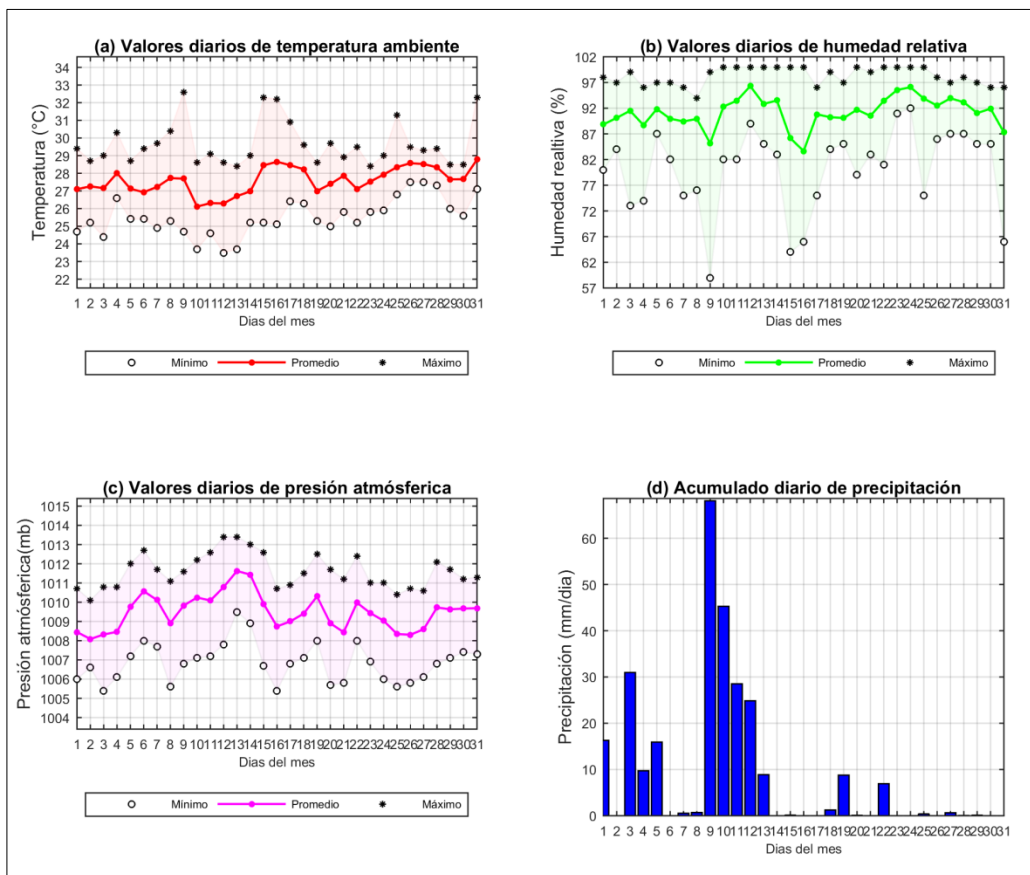 (a) Valores diarios de temperatura ambiente
Temperatura (°C)
34
33
32
31
30
29
28
27
26
25
24
23
22
1 2 3 4 5 6 7 8 9 10 11 12 13 14 15 16 17 18 19 20 21 22 23 24 25 26 27 28 29 30 31
Dias del mes
Mínimo Promedio Máximo
(b) Valores diarios de humedad relativa
Humedad realtiva (%)
102
97
92
87
82
77
72
67
62
57
1 2 3 4 5 6 7 8 9 10 11 12 13 14 15 16 17 18 19 20 21 22 23 24 25 26 27 28 29 30 31
Dias del mes
Mínimo Promedio Máximo
(c) Valores diarios de presión atmósferica
Presión atmósferica(mb)
1015
1014
1013
1012
1011
1010
1009
1008
1007
1006
1005
1004
1 2 3 4 5 6 7 8 9 10 11 12 13 14 15 16 17 18 19 20 21 22 23 24 25 26 27 28 29 30 31
Dias del mes
Mínimo Promedio Máximo
(d) Acumulado diario de precipitación
Precipitación (mm/dia)
60
50
40
30
20
10
0
1 2 3 4 5 6 7 8 9 10 11 12 13 14 15 16 17 18 19 20 21 22 23 24 25 26 27 28 29 30 31
Dias del mes